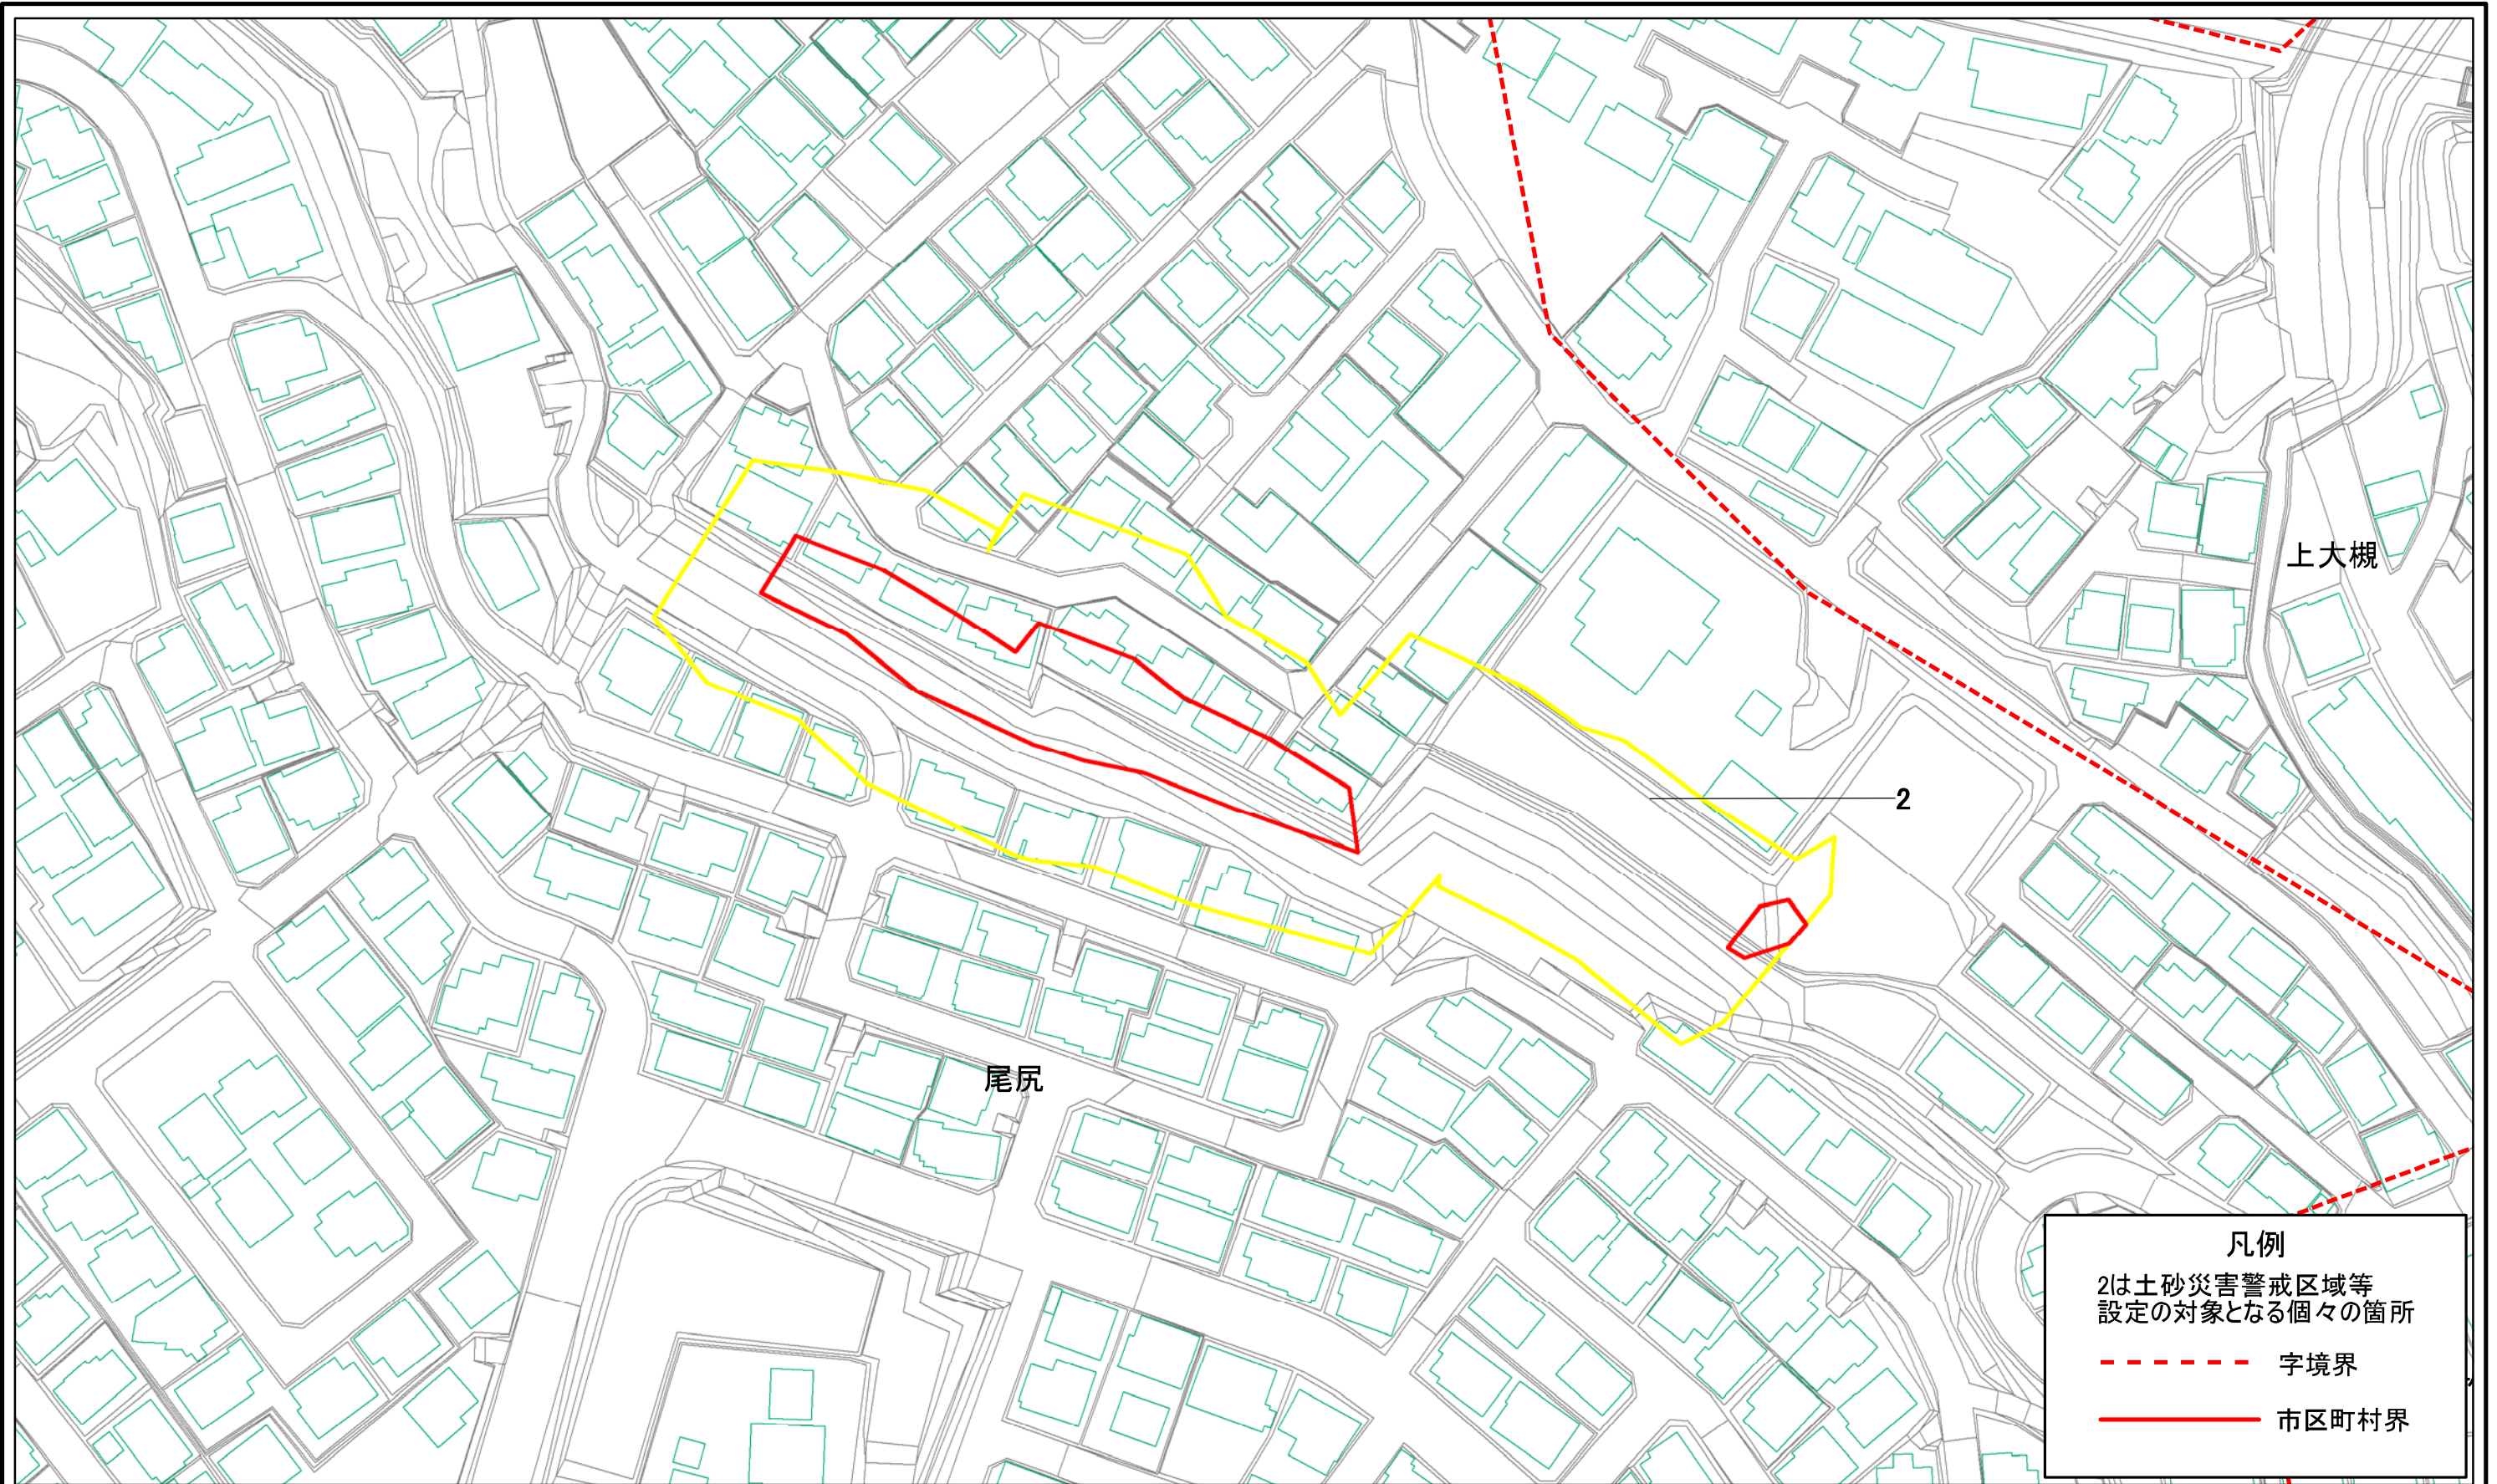 上大槻
2
尾尻
凡例
2は土砂災害警戒区域等
設定の対象となる個々の箇所
字境界
市区町村界